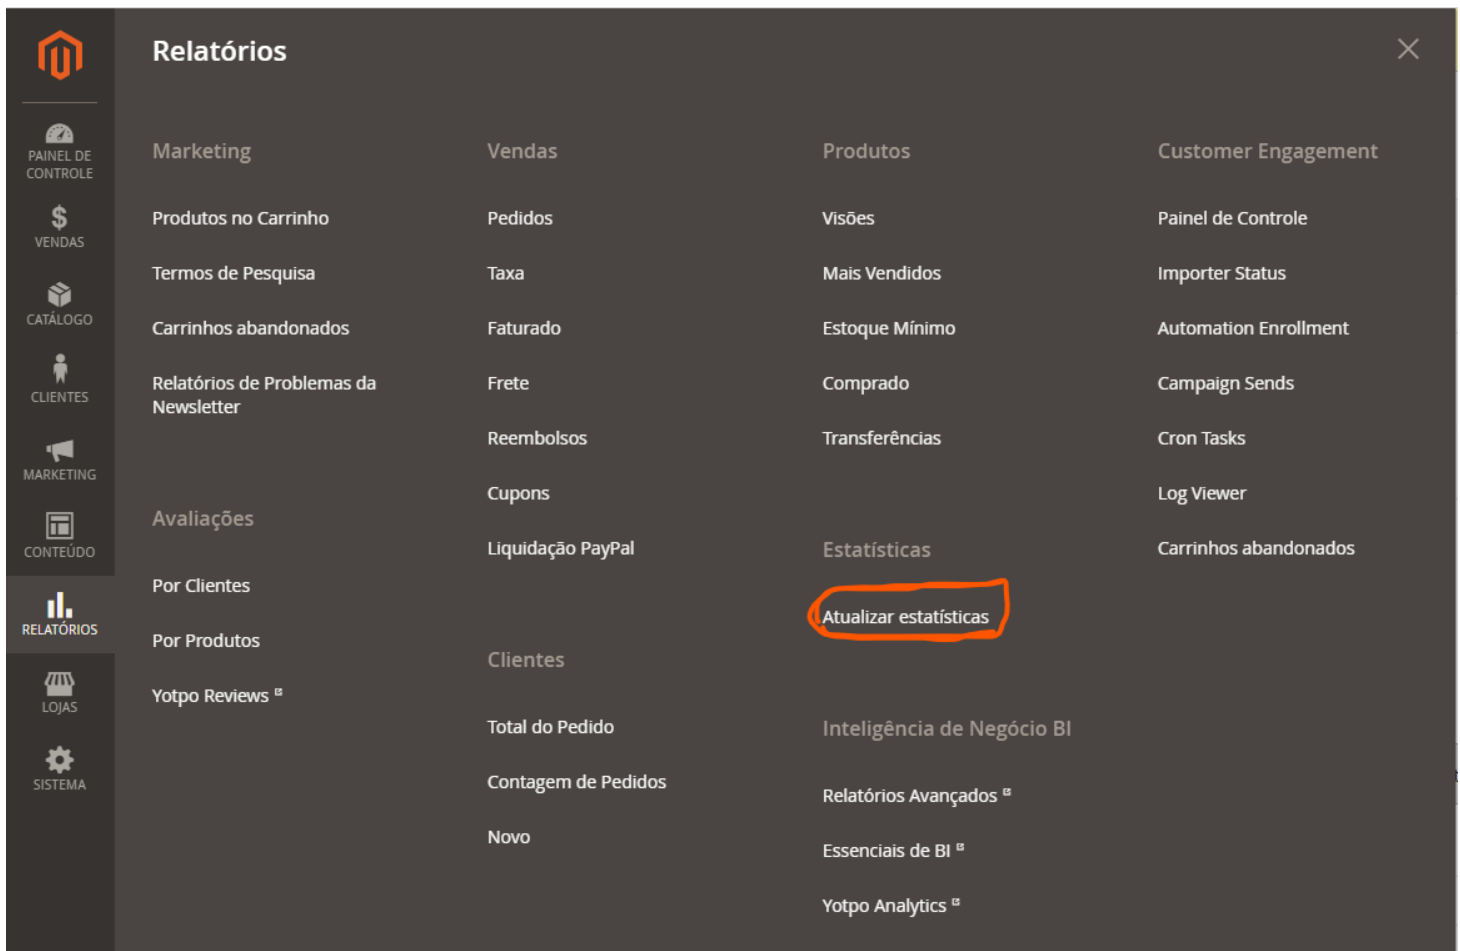 Relatórios
PAINEL DE
CONTROLE
VENDAS
CATÁLOGO
CLIENTES
MARKETING
CONTEÚDO
RELATÓRIOS
LOJAS
SISTEMA
Marketing
Produtos no Carrinho
Termos de Pesquisa
Carrinhos abandonados
Relatórios de Problemas da
Newsletter
Avaliações
Por Clientes
Por Produtos
Yotpo Reviews
Vendas
Pedidos
Taxa
Faturado
Frete
Reembolsos
Cupons
Liquidação PayPal
Clientes
Total do Pedido
Contagem de Pedidos
Novo
Produtos
Visões
Mais Vendidos
Estoque Mínimo
Comprado
Transferências
Estatísticas
Atualizar estatísticas
Inteligência de Negócio BI
Relatórios Avançados
Essenciais de BI
Yotpo Analytics
Customer Engagement
Painel de Controle
Importer Status
Automation Enrollment
Campaign Sends
Cron Tasks
Log Viewer
Carrinhos abandonados